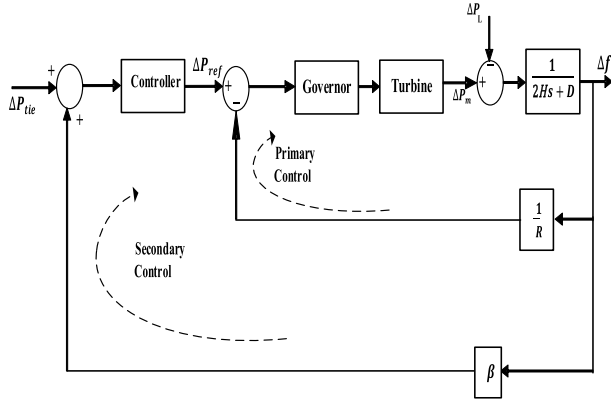 ΔP_L
ΔP_tie
+
+
Controller
ΔP_ref
+
−
Governor
Turbine
ΔP_m
+
−
1
2Hs + D
Δf
Primary
Control
1
R
Secondary
Control
β